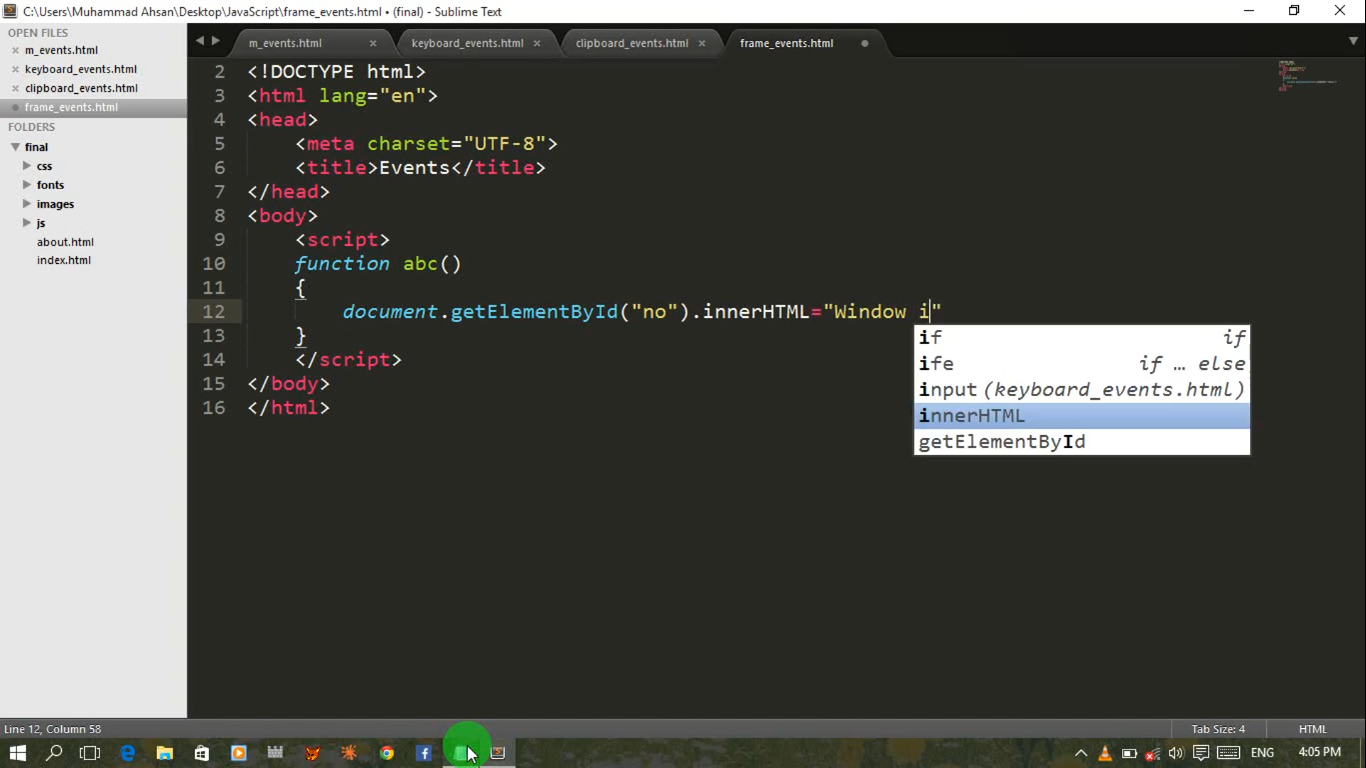 C:\Users\Muhammad Ahsan\Desktop\JavaScript\frame_events.html • (final) - Sublime Text
OPEN FILES
m_events.html
keyboard_events.html
clipboard_events.html
frame_events.html
FOLDERS
final
css
fonts
images
js
about.html
index.html
m_events.html keyboard_events.html clipboard_events.html frame_events.html
2 <!DOCTYPE html>
3 <html lang="en">
4 <head>
5 <meta charset="UTF-8">
6 <title>Events</title>
7 </head>
8 <body>
9 <script>
10 function abc()
11 {
12 document.getElementById("no").innerHTML="Window i"
13 }
14 </script>
15 </body>
16 </html>
if if
ife if … else
input (keyboard_events.html)
innerHTML
getElementById
Line 12, Column 58 Tab Size: 4 HTML
ENG 4:05 PM